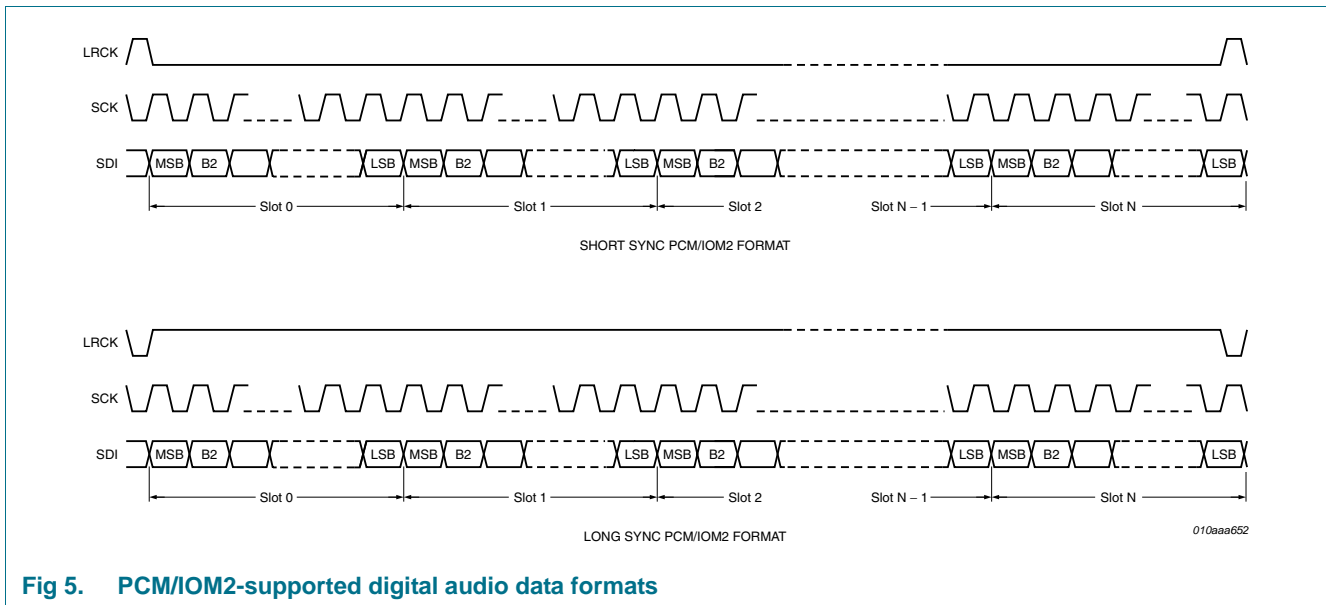 LRCK
SCK
SDI MSB B2 LSB MSB B2 LSB MSB B2 LSB MSB B2 LSB
Slot 0 Slot 1 Slot 2 Slot N − 1 Slot N
SHORT SYNC PCM/IOM2 FORMAT
LRCK
SCK
SDI MSB B2 LSB MSB B2 LSB MSB B2 LSB MSB B2 LSB
Slot 0 Slot 1 Slot 2 Slot N − 1 Slot N
LONG SYNC PCM/IOM2 FORMAT
010aaa652
Fig 5. PCM/IOM2-supported digital audio data formats